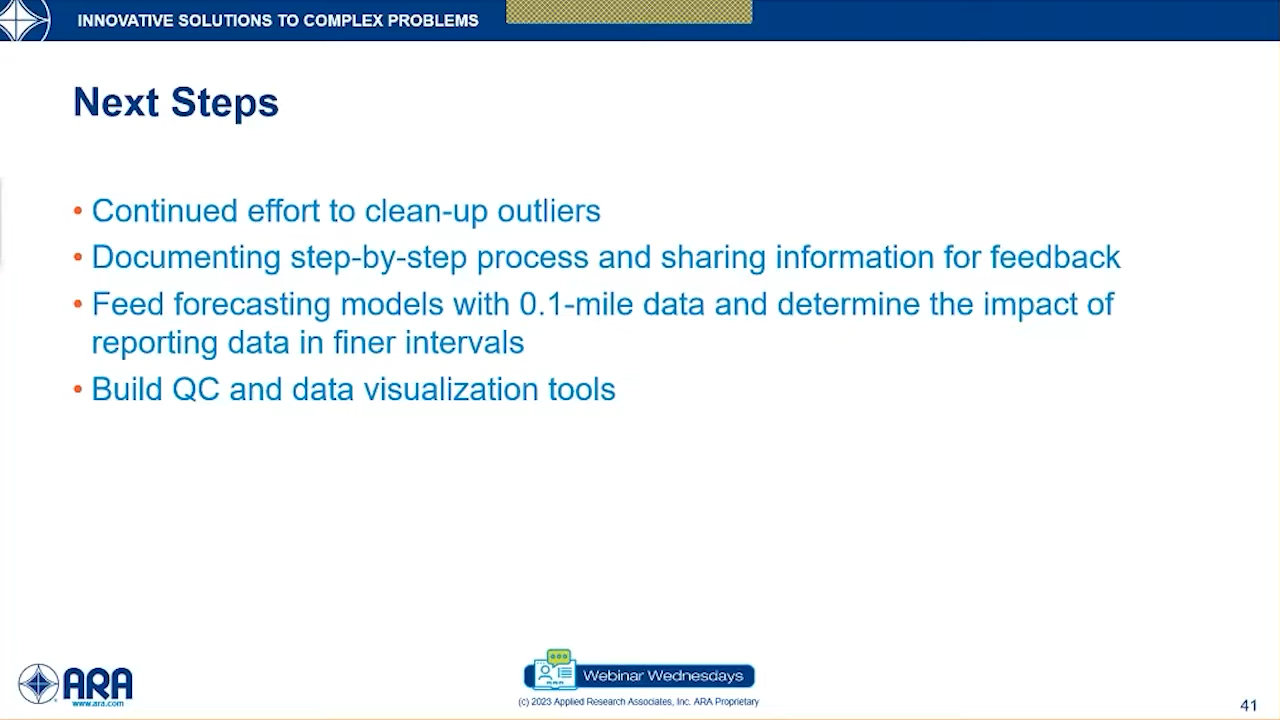 INNOVATIVE SOLUTIONS TO COMPLEX PROBLEMS
Next Steps
• Continued effort to clean-up outliers
• Documenting step-by-step process and sharing information for feedback
• Feed forecasting models with 0.1-mile data and determine the impact of
reporting data in finer intervals
• Build QC and data visualization tools
ARA
www.ara.com
Webinar Wednesdays
(c) 2023 Applied Research Associates, Inc. ARA Proprietary
41